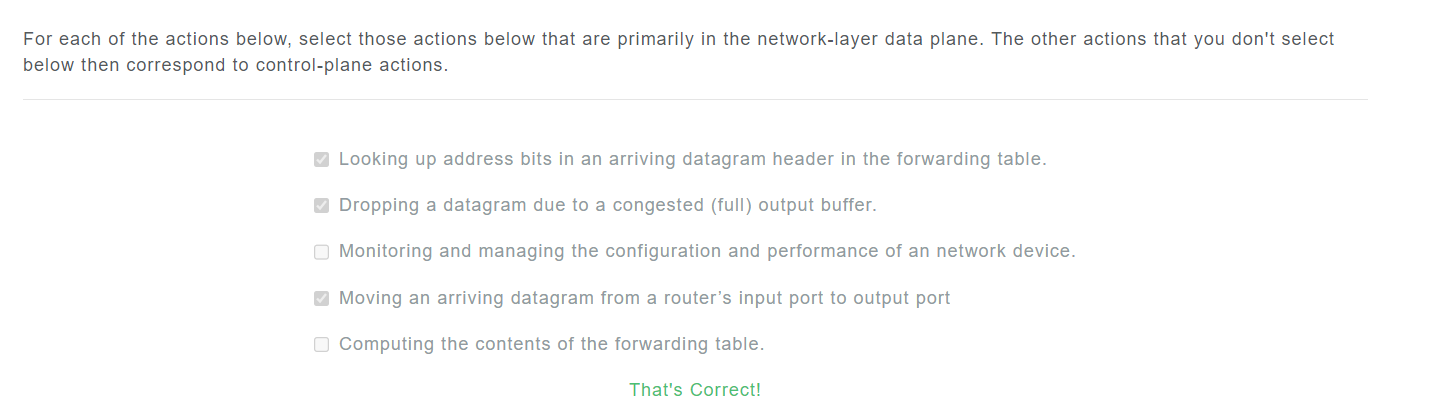 For each of the actions below, select those actions below that are primarily in the network-layer data plane. The other actions that you don't select
below then correspond to control-plane actions.
Looking up address bits in an arriving datagram header in the forwarding table.
Dropping a datagram due to a congested (full) output buffer.
Monitoring and managing the configuration and performance of an network device.
Moving an arriving datagram from a router’s input port to output port
Computing the contents of the forwarding table.
That's Correct!